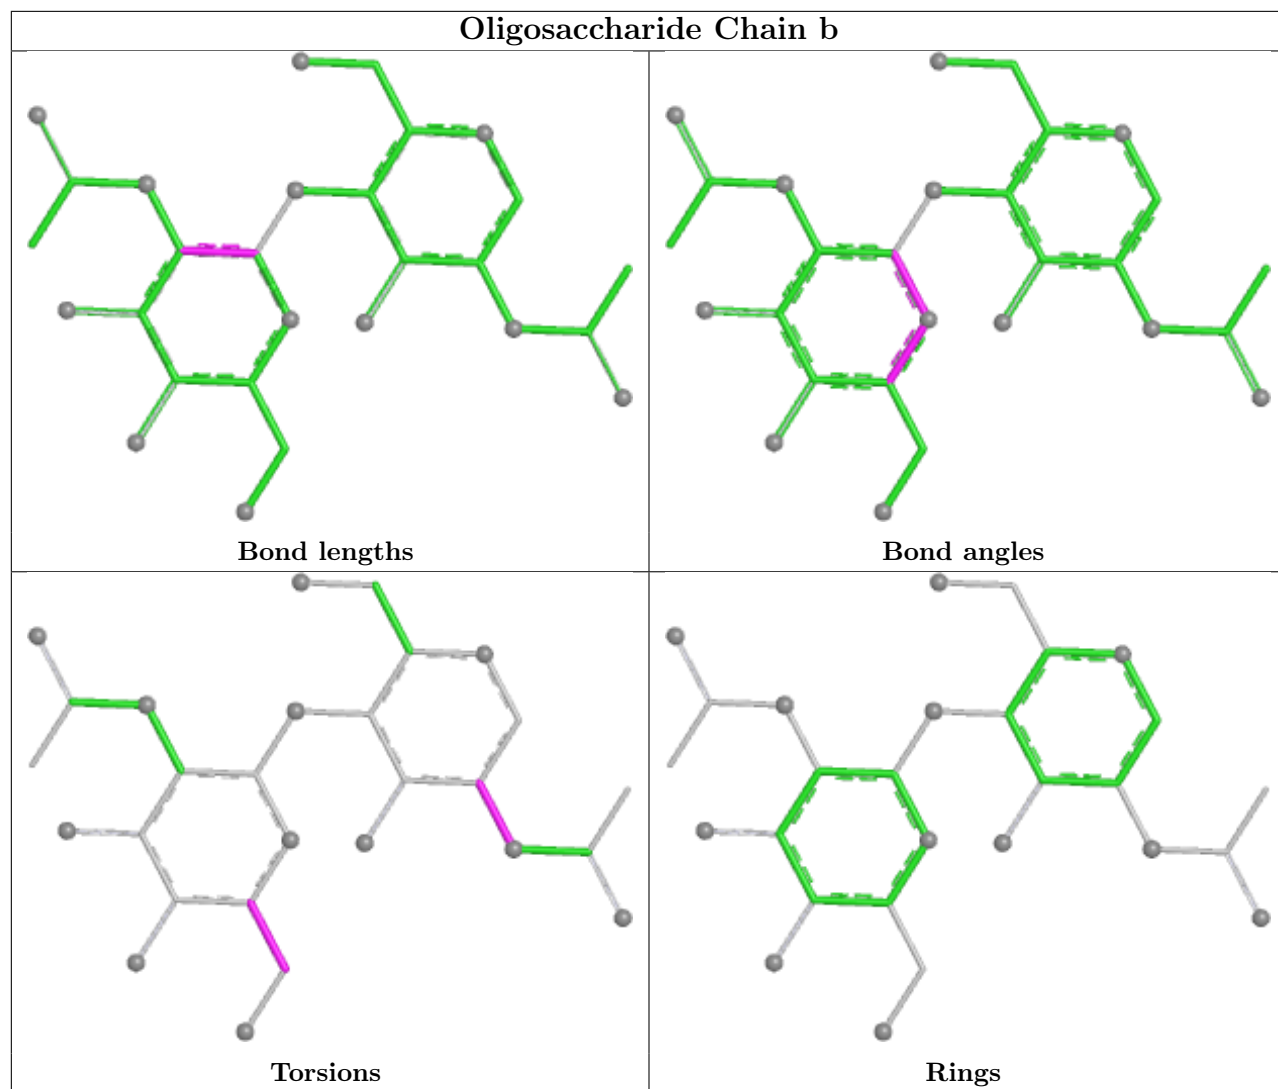 Oligosaccharide Chain b
Bond lengths
Bond angles
Torsions
Rings